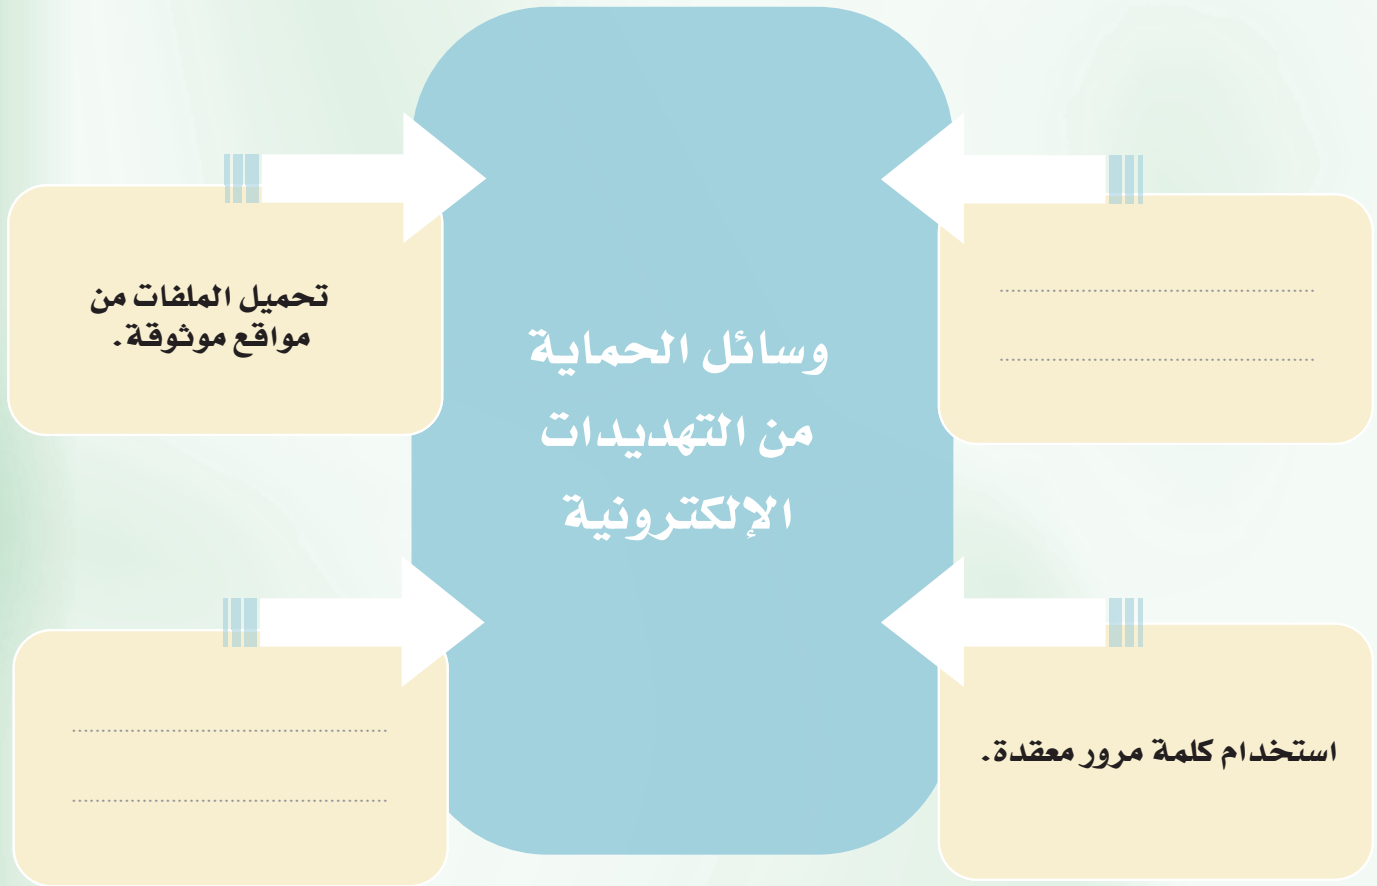 وسائل الحماية
من التهديدات
الإلكترونية
تحميل الملفات من
مواقع موثوقة.
استخدام كلمة مرور معقدة.